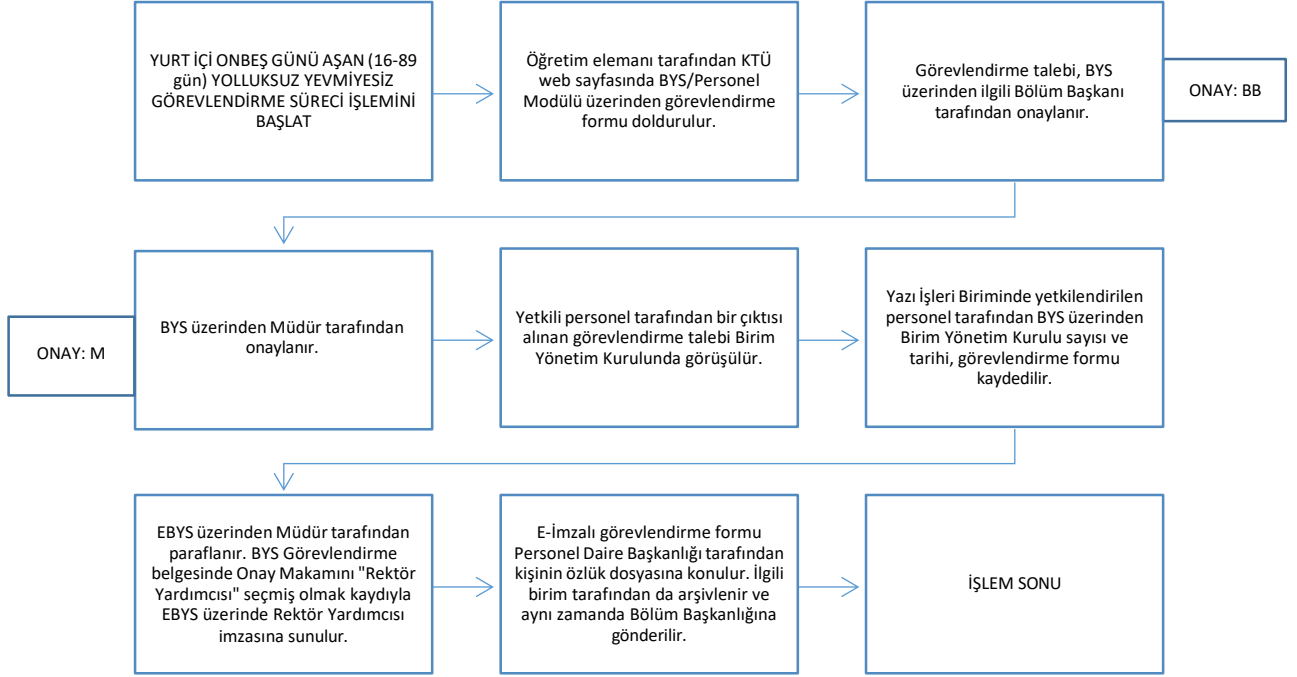 YURT İÇİ ONBEŞ GÜNÜ AŞAN (16-89
gün) YOLLUKSUZ YEVMİYESİZ
GÖREVLENDİRME SÜRECİ İŞLEMİNİ
BAŞLAT
Öğretim elemanı tarafından KTÜ
web sayfasında BYS/Personel
Modülü üzerinden görevlendirme
formu doldurulur.
Görevlendirme talebi, BYS
üzerinden ilgili Bölüm Başkanı
tarafından onaylanır.
ONAY: BB
ONAY: M
BYS üzerinden Müdür tarafından
onaylanır.
Yetkili personel tarafından bir çıktısı
alınan görevlendirme talebi Birim
Yönetim Kurulunda görüşülür.
Yazı İşleri Biriminde yetkilendirilen
personel tarafından BYS üzerinden
Birim Yönetim Kurulu sayısı ve
tarihi, görevlendirme formu
kaydedilir.
EBYS üzerinden Müdür tarafından
paraflanır. BYS Görevlendirme
belgesinde Onay Makamını "Rektör
Yardımcısı" seçmiş olmak kaydıyla
EBYS üzerinde Rektör Yardımcısı
imzasına sunulur.
E-İmzalı görevlendirme formu
Personel Daire Başkanlığı tarafından
kişinin özlük dosyasına konulur. İlgili
birim tarafından da arşivlenir ve
aynı zamanda Bölüm Başkanlığına
gönderilir.
İŞLEM SONU